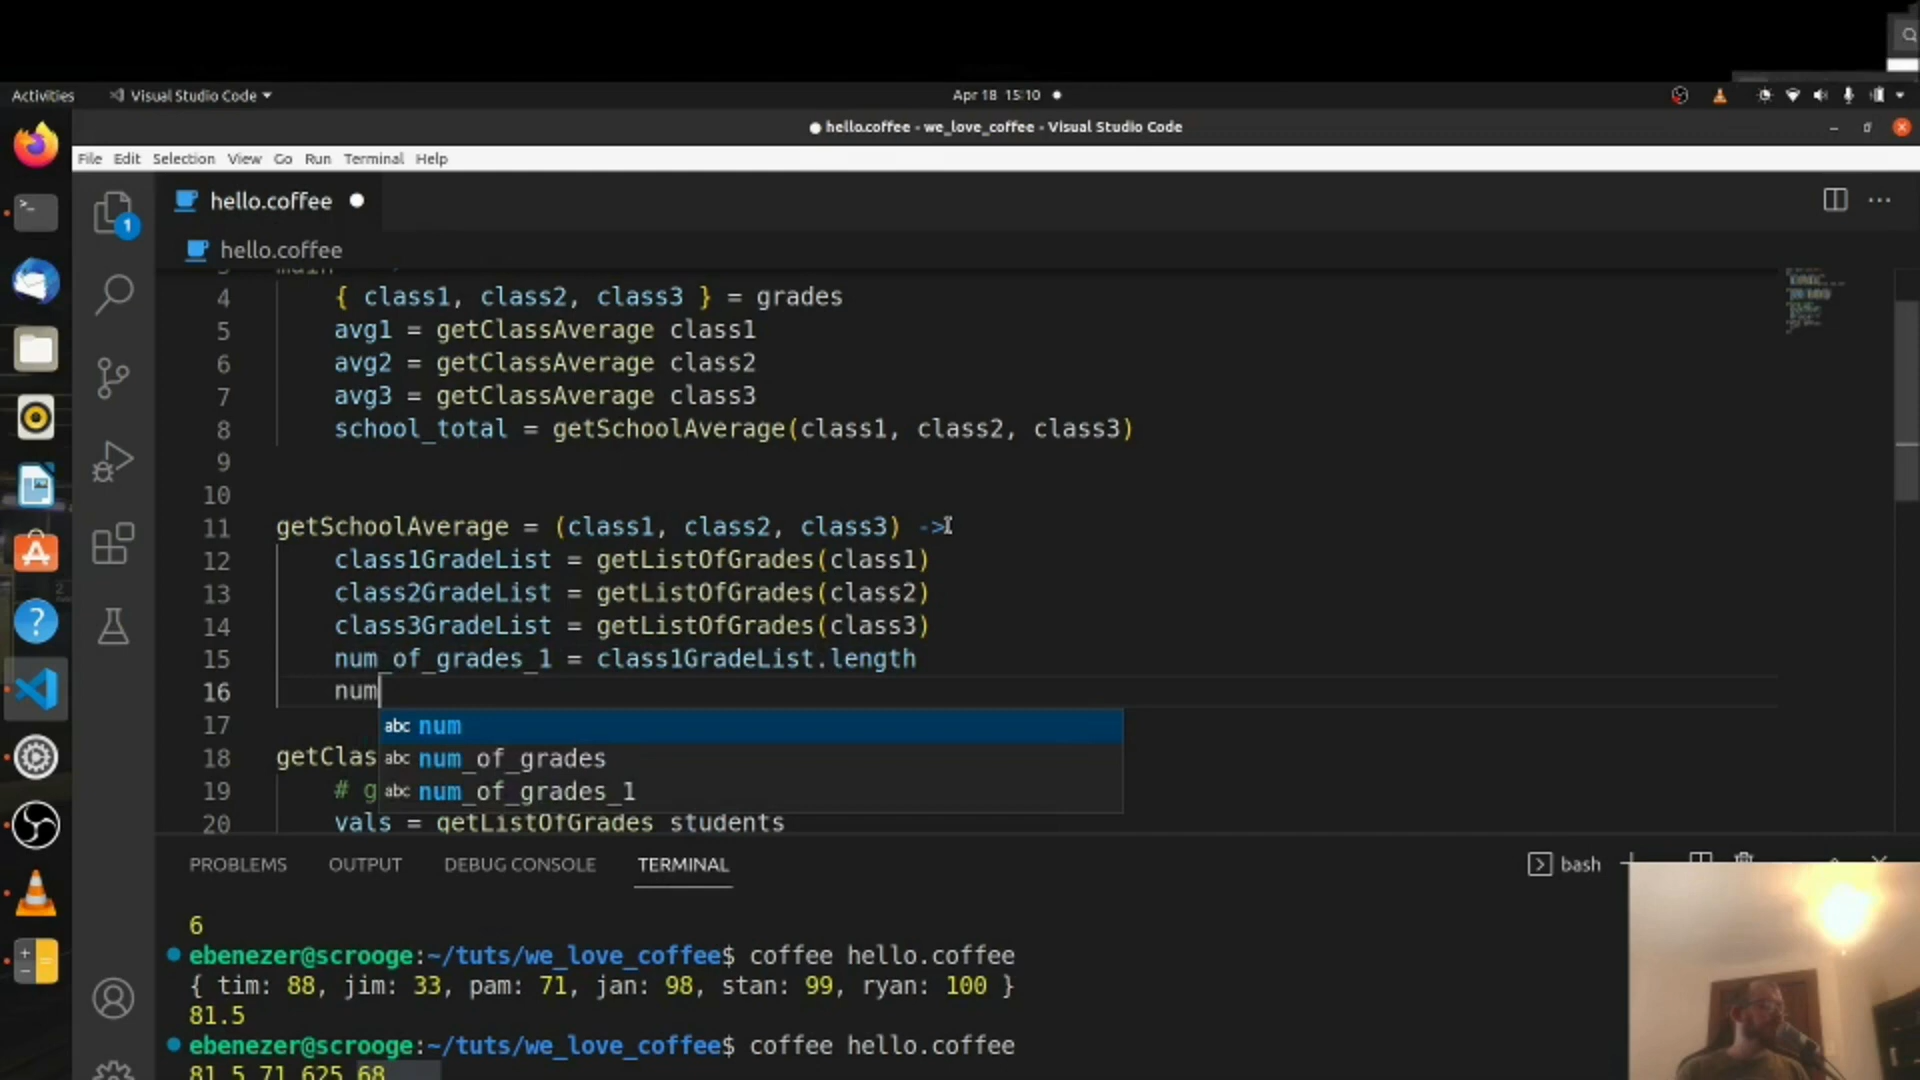 Activities Visual Studio Code Apr 18 15:10
hello.coffee - we_love_coffee - Visual Studio Code
File Edit Selection View Go Run Terminal Help
hello.coffee
1
hello.coffee
4 { class1, class2, class3 } = grades
5 avg1 = getClassAverage class1
6 avg2 = getClassAverage class2
7 avg3 = getClassAverage class3
8 school_total = getSchoolAverage(class1, class2, class3)
9
10
11 getSchoolAverage = (class1, class2, class3) ->
12 class1GradeList = getListOfGrades(class1)
13 class2GradeList = getListOfGrades(class2)
14 class3GradeList = getListOfGrades(class3)
15 num_of_grades_1 = class1GradeList.length
16 num
17 abc num
18 getClas abc num_of_grades
19 # g abc num_of_grades_1
20 vals = getListOfGrades students
PROBLEMS OUTPUT DEBUG CONSOLE TERMINAL bash
6
ebenezer@scrooge:~/tuts/we_love_coffee$ coffee hello.coffee
{ tim: 88, jim: 33, pam: 71, jan: 98, stan: 99, ryan: 100 }
81.5
ebenezer@scrooge:~/tuts/we_love_coffee$ coffee hello.coffee
81.5 71.625 68